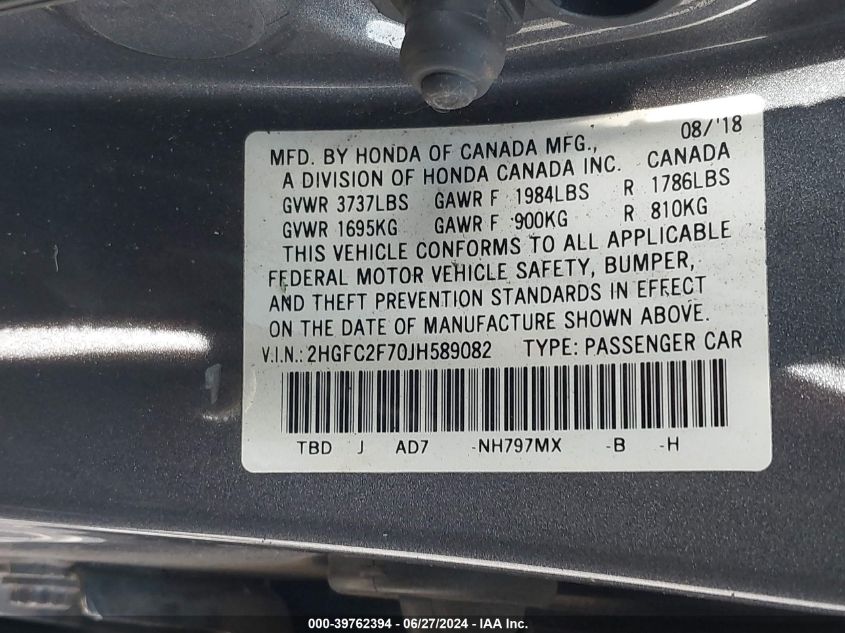 08/'18
MFD. BY HONDA OF CANADA MFG.,
A DIVISION OF HONDA CANADA INC. CANADA
GVWR 3737LBS GAWR F 1984LBS R 1786LBS
GVWR 1695KG GAWR F 900KG R 810KG
THIS VEHICLE CONFORMS TO ALL APPLICABLE
FEDERAL MOTOR VEHICLE SAFETY, BUMPER,
AND THEFT PREVENTION STANDARDS IN EFFECT
ON THE DATE OF MANUFACTURE SHOWN ABOVE.
V.I.N.: 2HGFC2F70JH589082 TYPE: PASSENGER CAR
TBD J AD7 -NH797MX -B -H
000-39762394 - 06/27/2024 - IAA Inc.